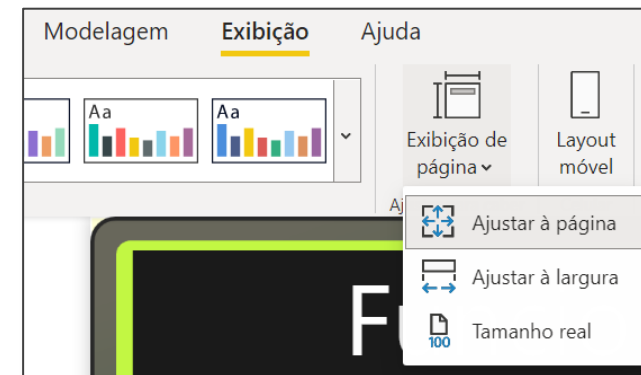 Modelagem Exibição Ajuda
Aa Aa
Exibição de
página
Layout
móvel
Ajustar à página
Ajustar à largura
100 Tamanho real